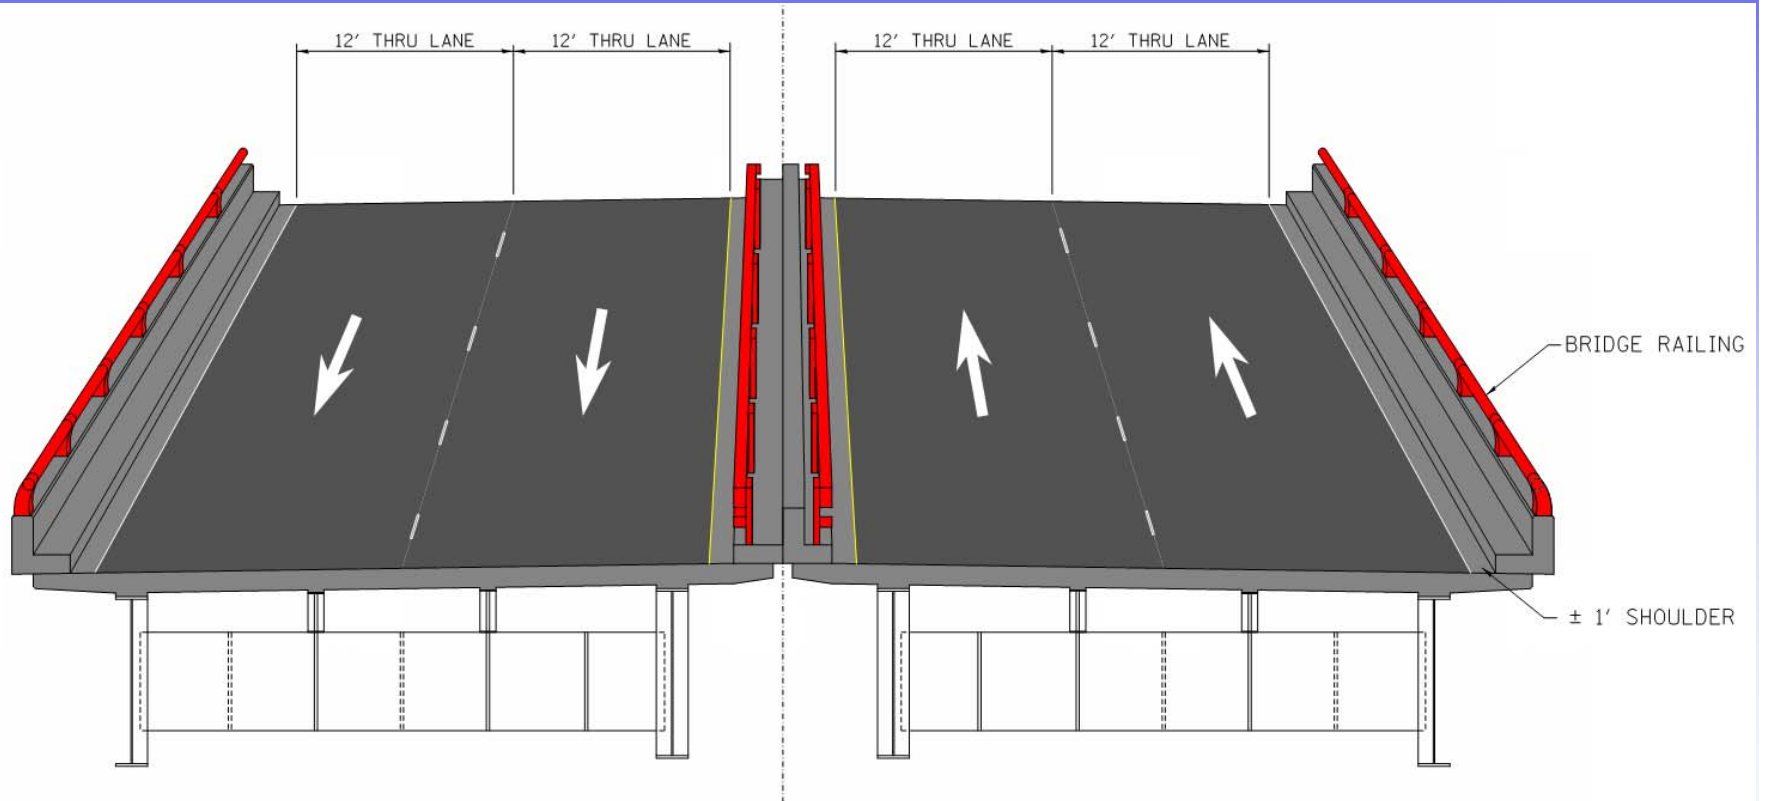 12' THRU LANE
12' THRU LANE
12' THRU LANE
12' THRU LANE
BRIDGE RAILING
± 1' SHOULDER